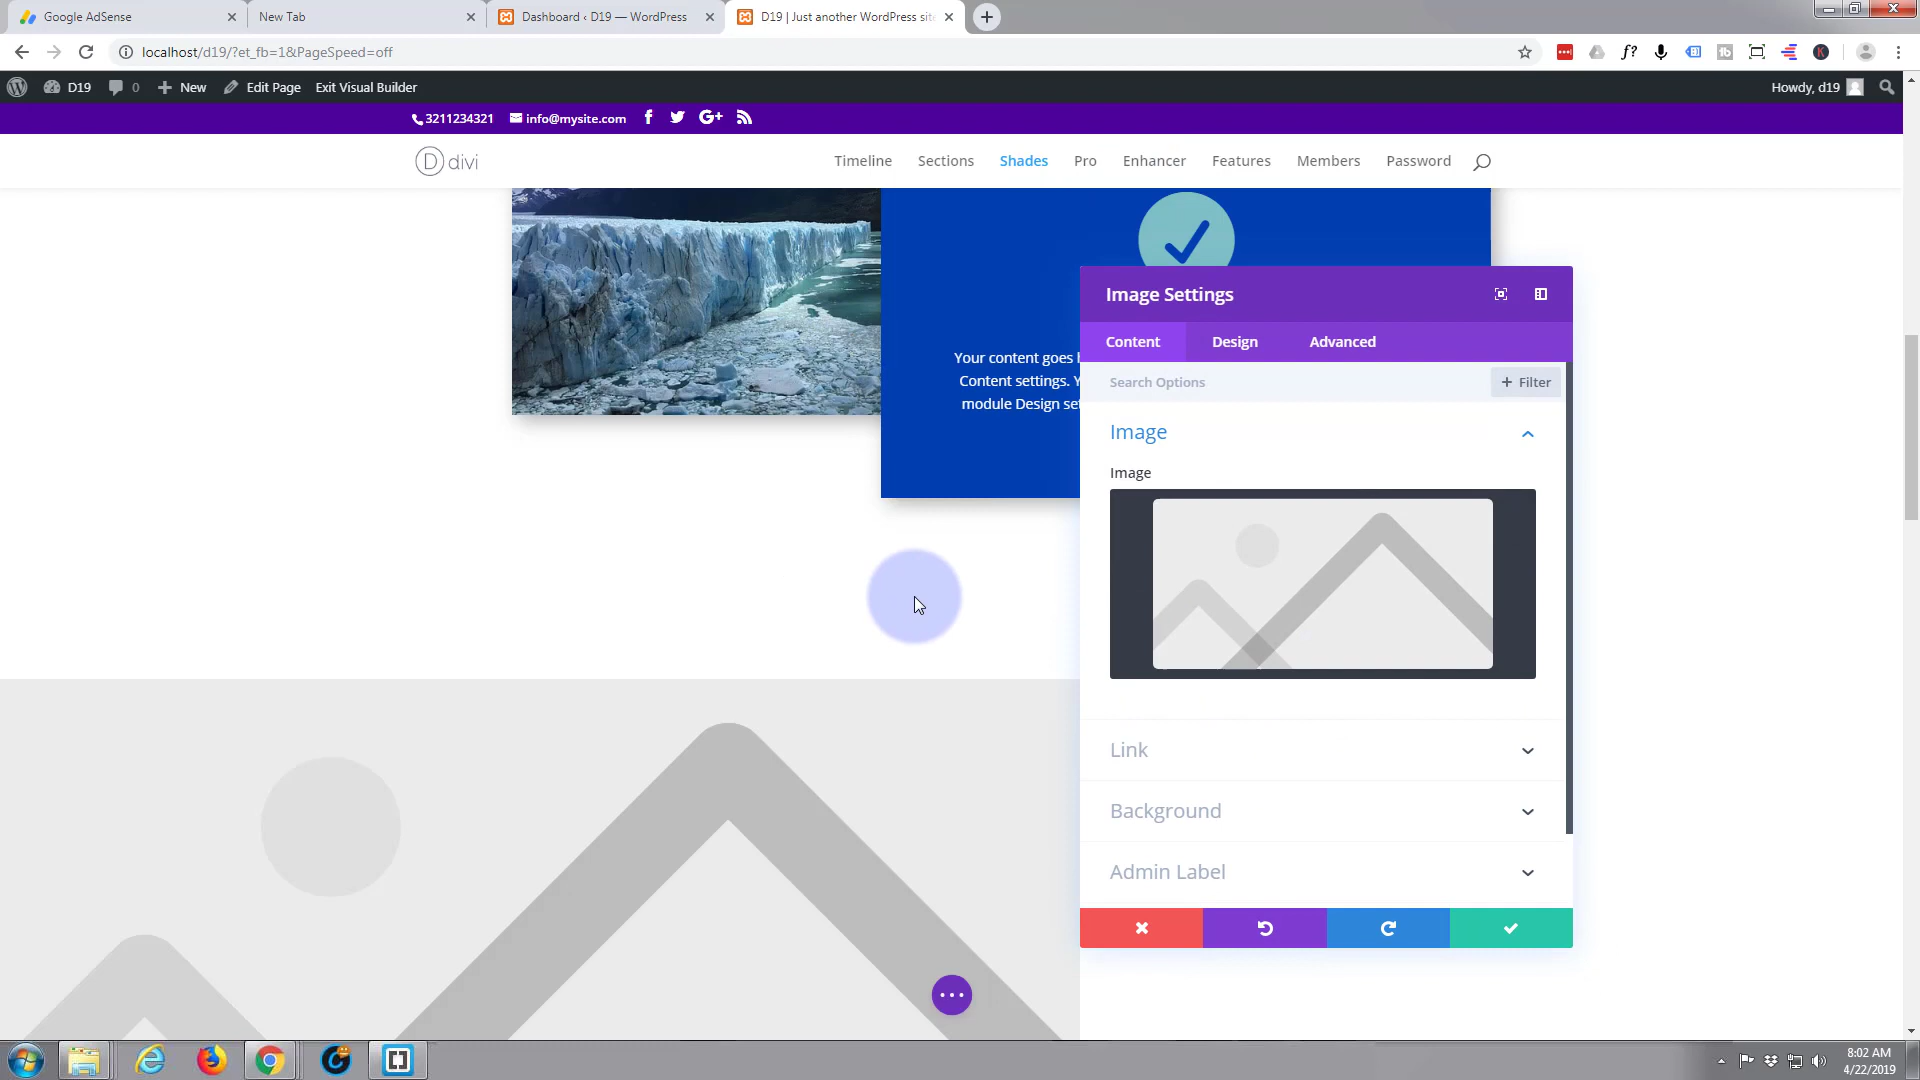 Google AdSense
New Tab
Dashboard ‹ D19 — WordPress
D19 | Just another WordPress site
localhost/d19/?et_fb=1&PageSpeed=off
f?
D19
0
New
Edit Page
Exit Visual Builder
Howdy, d19
3211234321
info@mysite.com
G+
D divi
Timeline
Sections
Shades
Pro
Enhancer
Features
Members
Password
Your content goes
Content settings.
module Design
Image Settings
Content
Design
Advanced
Search Options
+ Filter
Image
Image
Link
Background
Admin Label
8:02 AM
4/22/2019